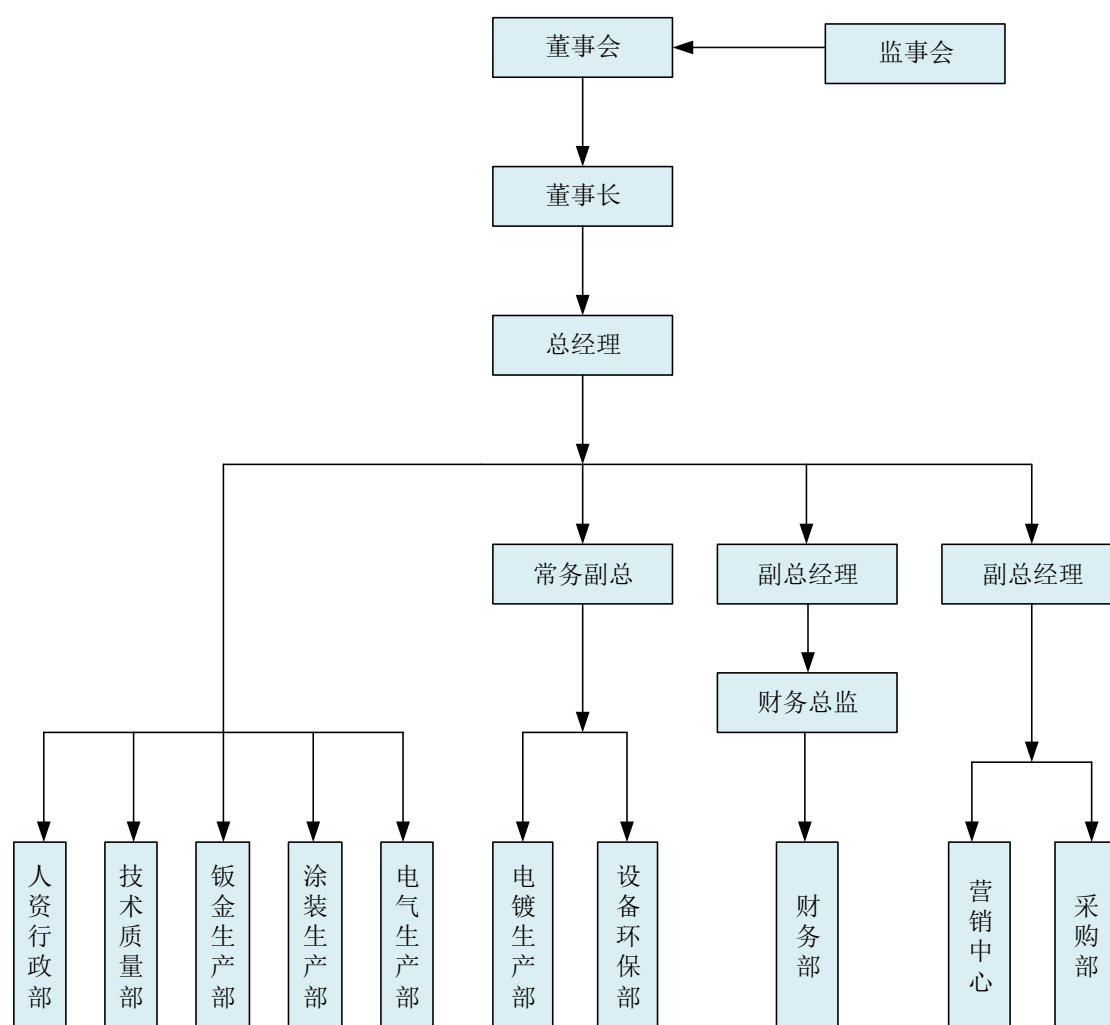 董事会
监事会
董事长
总经理
常务副总
副总经理
副总经理
财务总监
人资行政部
技术质量部
钣金生产部
涂装生产部
电气生产部
电镀生产部
设备环保部
财务部
营销中心
采购部